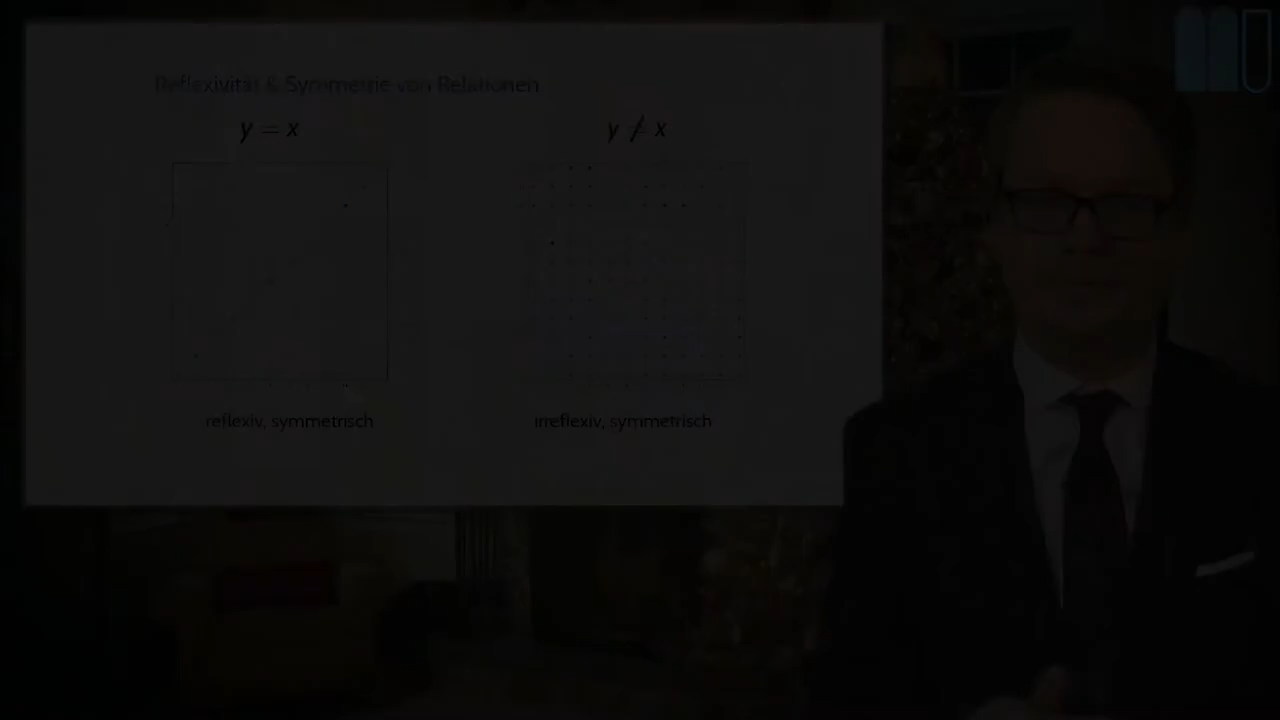 Reflexivität & Symmetrie von Relationen
y = x
y ≠ x
reflexiv, symmetrisch
irreflexiv, symmetrisch